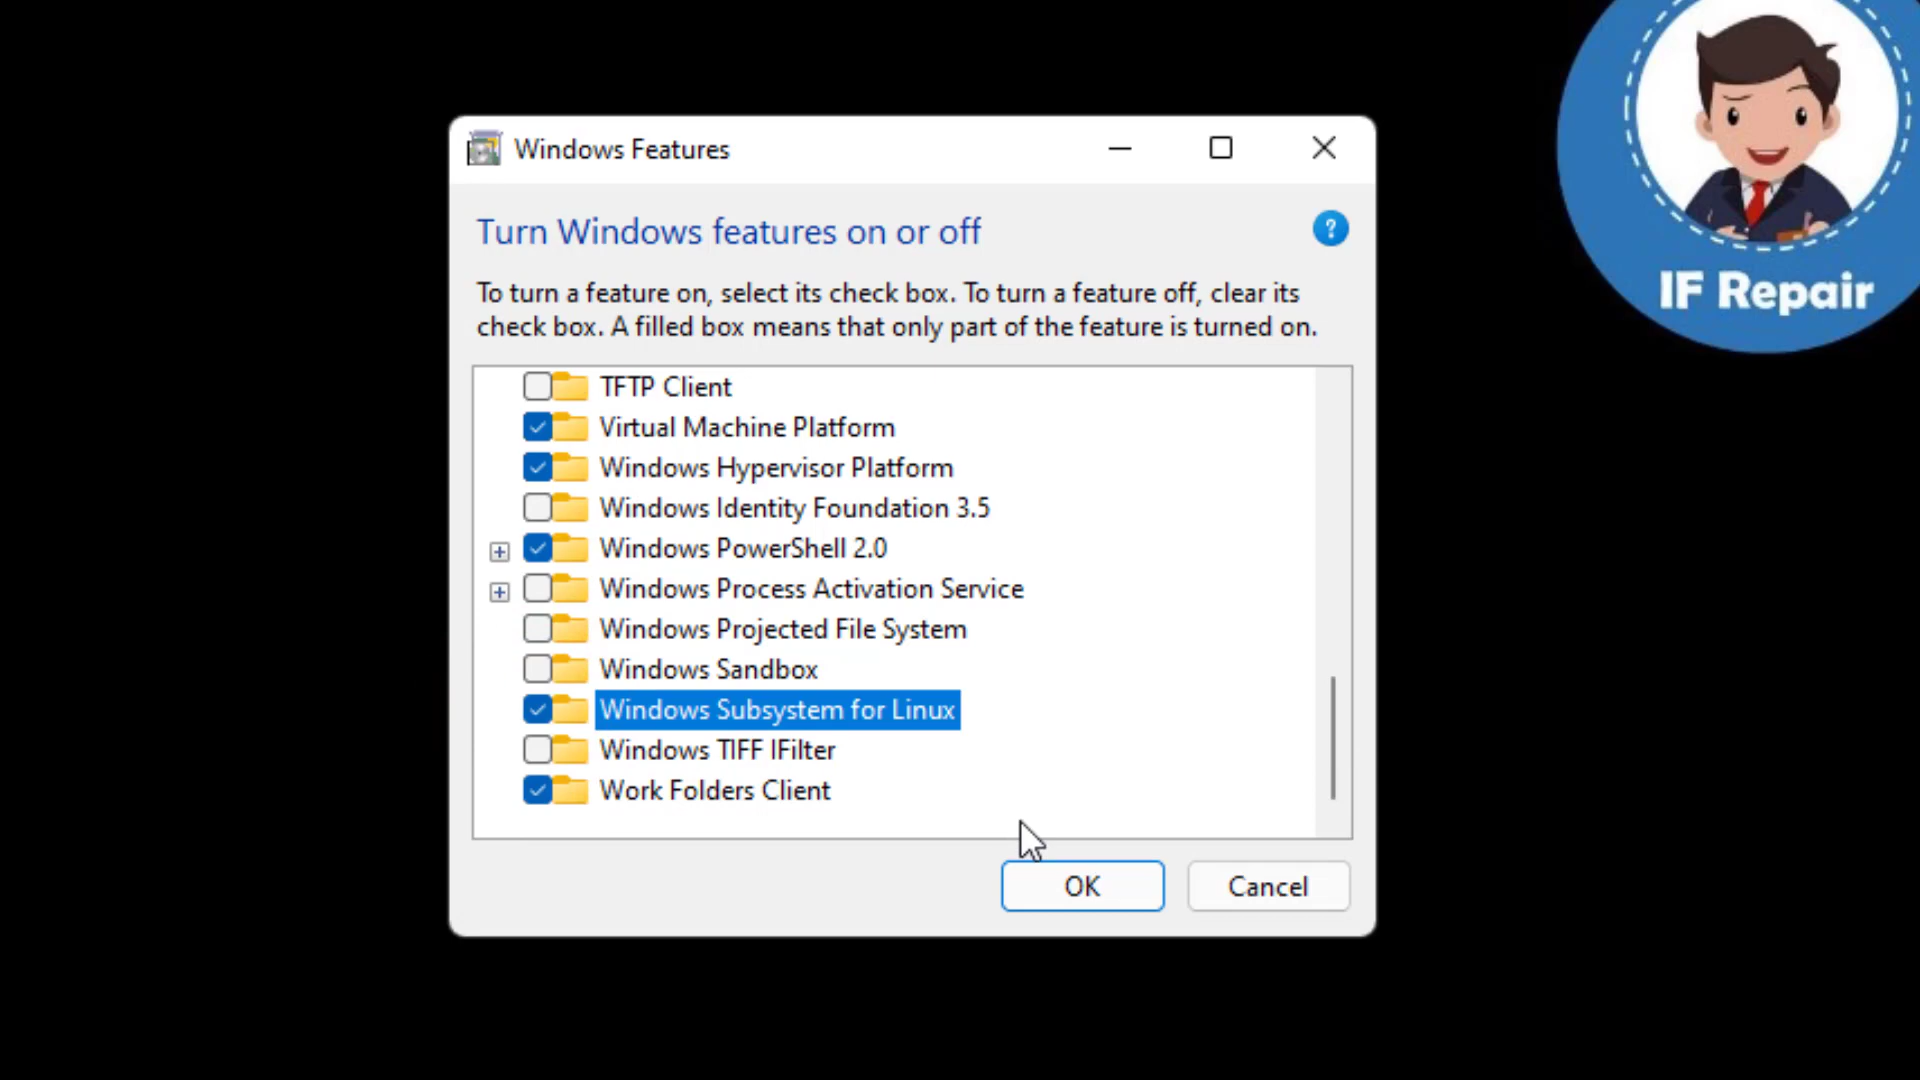 Windows Features
Turn Windows features on or off
?
To turn a feature on, select its check box. To turn a feature off, clear its
check box. A filled box means that only part of the feature is turned on.
TFTP Client
Virtual Machine Platform
Windows Hypervisor Platform
Windows Identity Foundation 3.5
Windows PowerShell 2.0
Windows Process Activation Service
Windows Projected File System
Windows Sandbox
Windows Subsystem for Linux
Windows TIFF IFilter
Work Folders Client
OK
Cancel
IF Repair